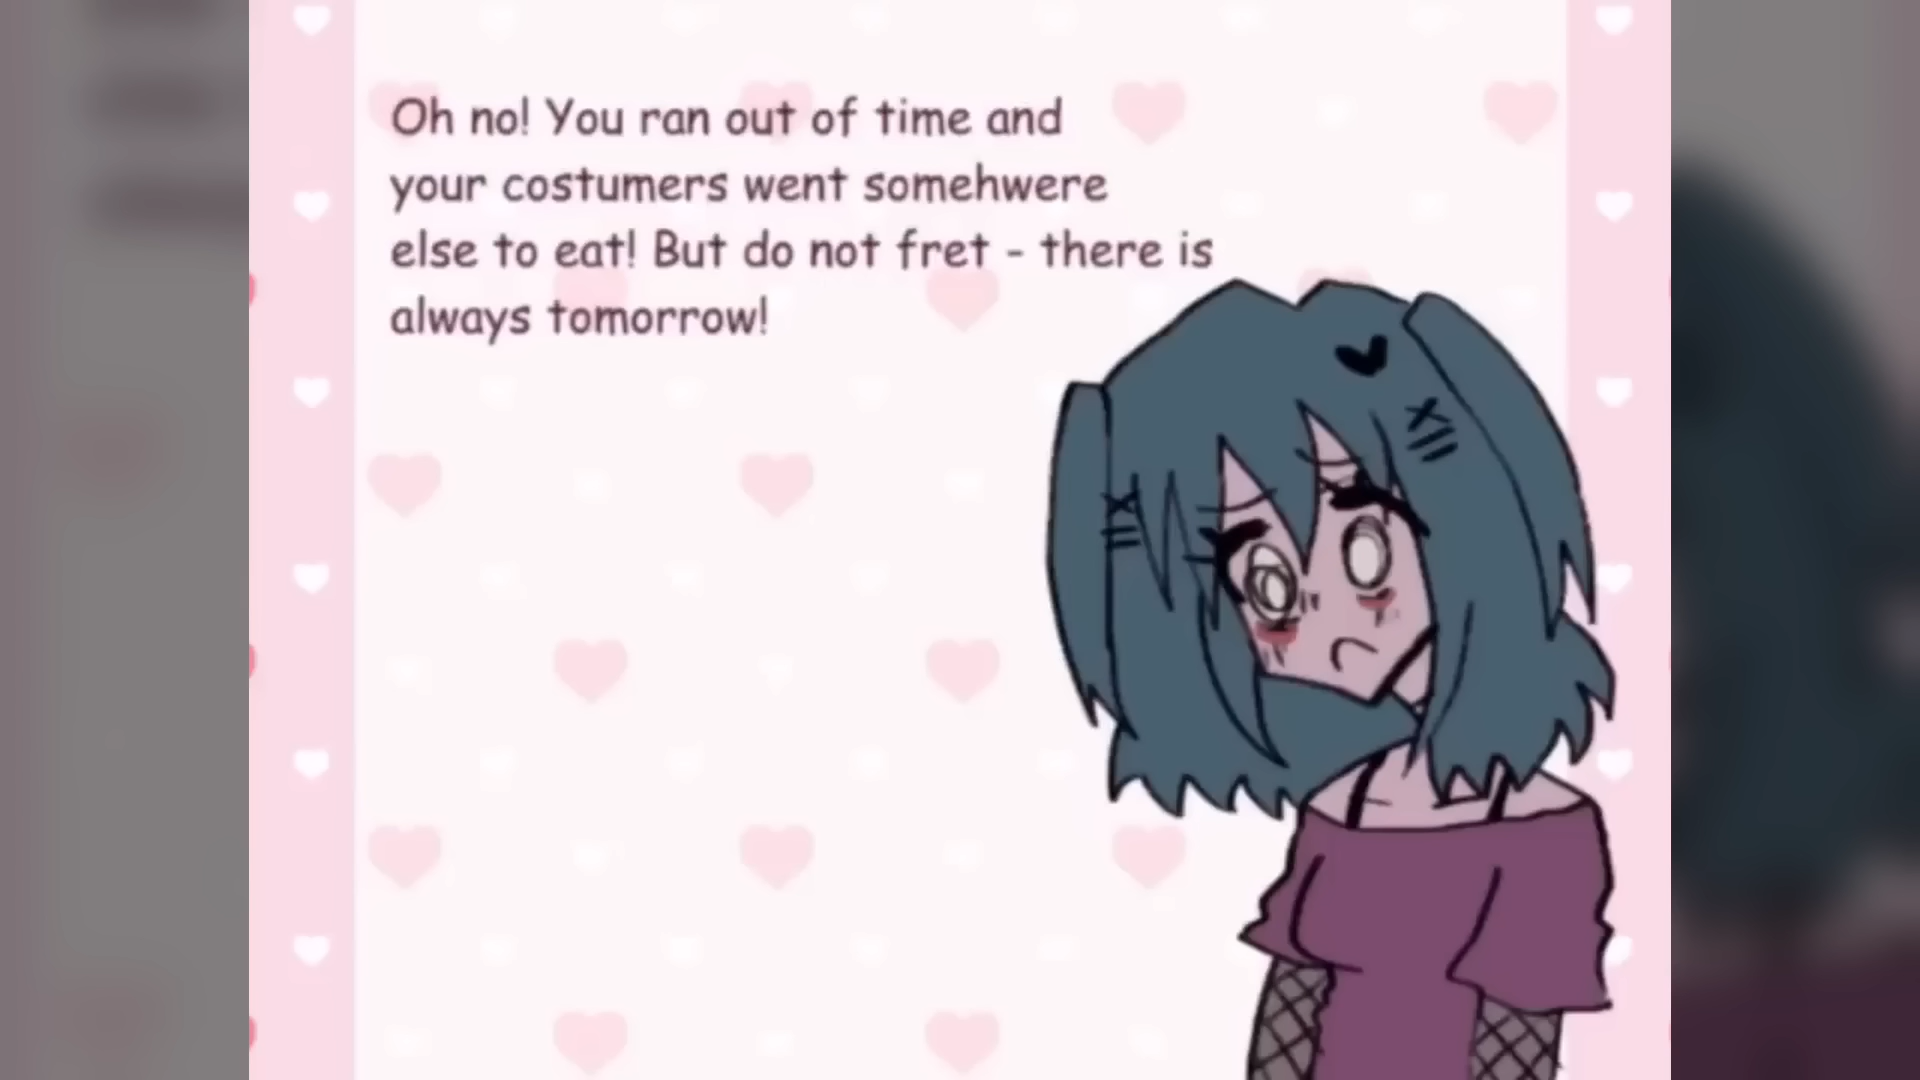 Oh no! You ran out of time and
your costumers went somehwere
else to eat! But do not fret - there is
always tomorrow!